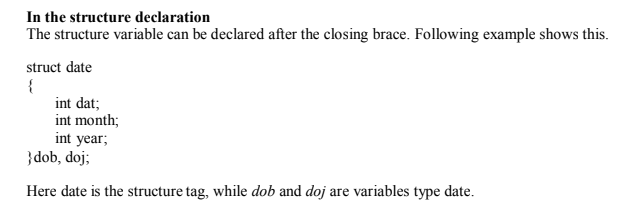 In the structure declaration
The structure variable can be declared after the closing brace. Following example shows this.
struct date
{
int dat;
int month;
int year;
}dob, doj;
Here date is the structure tag, while dob and doj are variables type date.